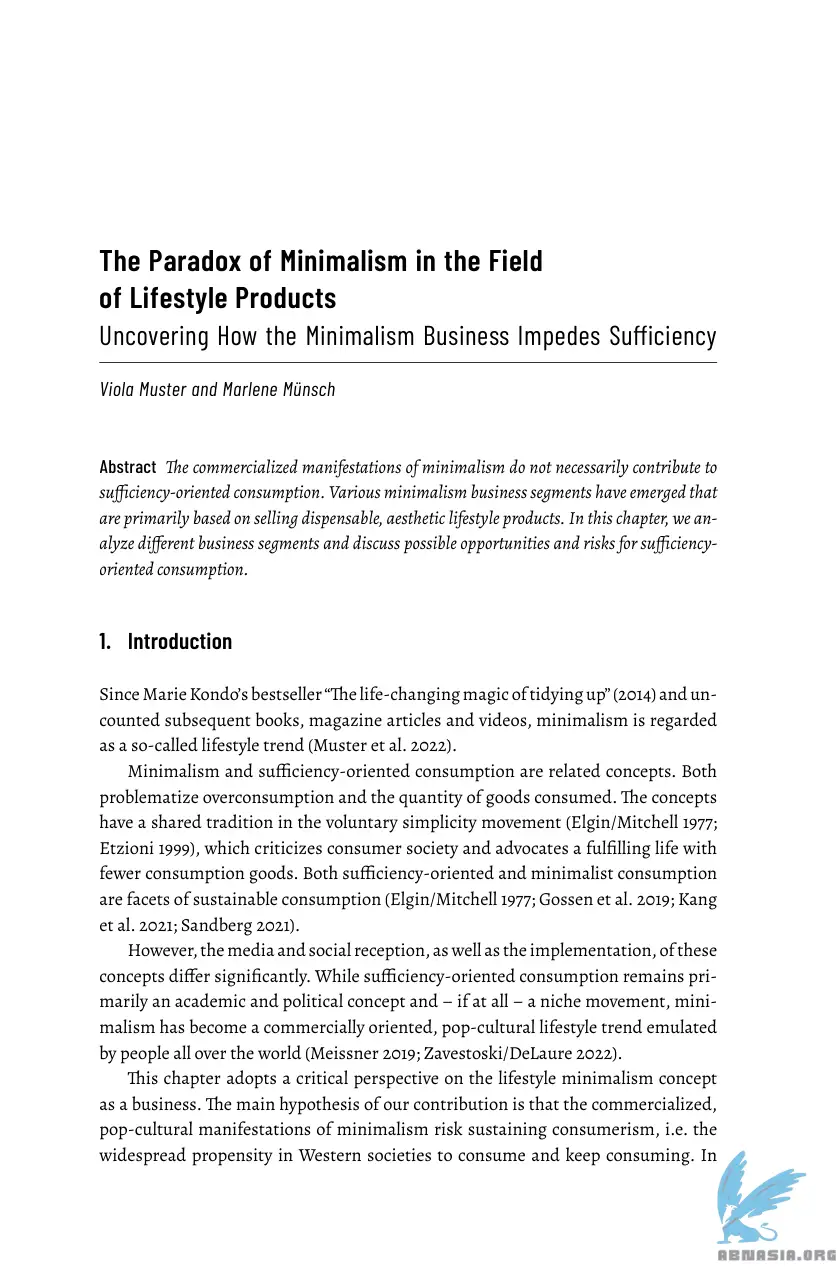 The Paradox of Minimalism in the Field
of Lifestyle Products
Uncovering How the Minimalism Business Impedes Sufficiency
Viola Muster and Marlene Münsch
Abstract The commercialized manifestations of minimalism do not necessarily contribute to
sufficiency-oriented consumption. Various minimalism business segments have emerged that
are primarily based on selling dispensable, aesthetic lifestyle products. In this chapter, we an-
alyze different business segments and discuss possible opportunities and risks for sufficiency-
oriented consumption.
1. Introduction
Since Marie Kondo's bestseller “The life-changing magic of tidying up” (2014) and un-
counted subsequent books, magazine articles and videos, minimalism is regarded
as a so-called lifestyle trend (Muster et al. 2022).
Minimalism and sufficiency-oriented consumption are related concepts. Both
problematize overconsumption and the quantity of goods consumed. The concepts
have a shared tradition in the voluntary simplicity movement (Elgin/Mitchell 1977;
Etzioni 1999), which criticizes consumer society and advocates a fulfilling life with
fewer consumption goods. Both sufficiency-oriented and minimalist consumption
are facets of sustainable consumption (Elgin/Mitchell 1977; Gossen et al. 2019; Kang
et al. 2021; Sandberg 2021).
However, the media and social reception, as well as the implementation, of these
concepts differ significantly. While sufficiency-oriented consumption remains pri-
marily an academic and political concept and – if at all – a niche movement, mini-
malism has become a commercially oriented, pop-cultural lifestyle trend emulated
by people all over the world (Meissner 2019; Zavestoski/DeLaure 2022).
This chapter adopts a critical perspective on the lifestyle minimalism concept
as a business. The main hypothesis of our contribution is that the commercialized,
pop-cultural manifestations of minimalism risk sustaining consumerism, i.e. the
widespread propensity in Western societies to consume and keep consuming. In
ABNASIA.ORG